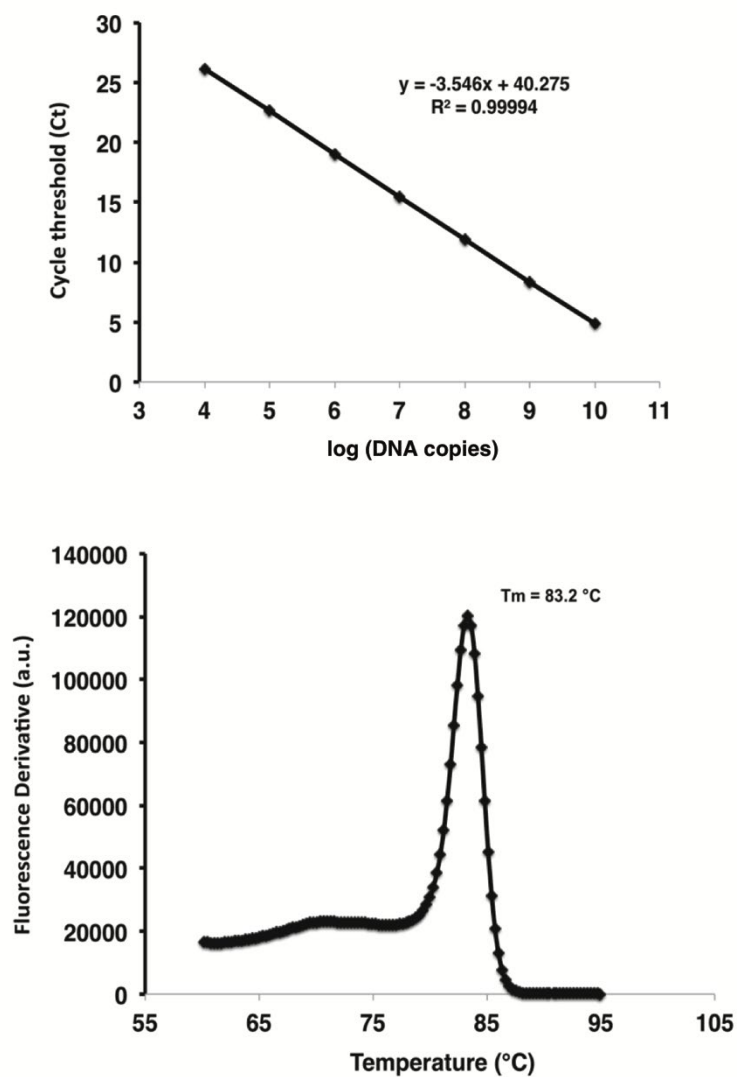 30
25
20
15
10
5
0
Cycle threshold (Ct)
y = -3.546x + 40.275
R² = 0.99994
3 4 5 6 7 8 9 10 11
log (DNA copies)
140000
120000
100000
80000
60000
40000
20000
0
Fluorescence Derivative (a.u.)
Tm = 83.2 °C
55 65 75 85 95 105
Temperature (°C)